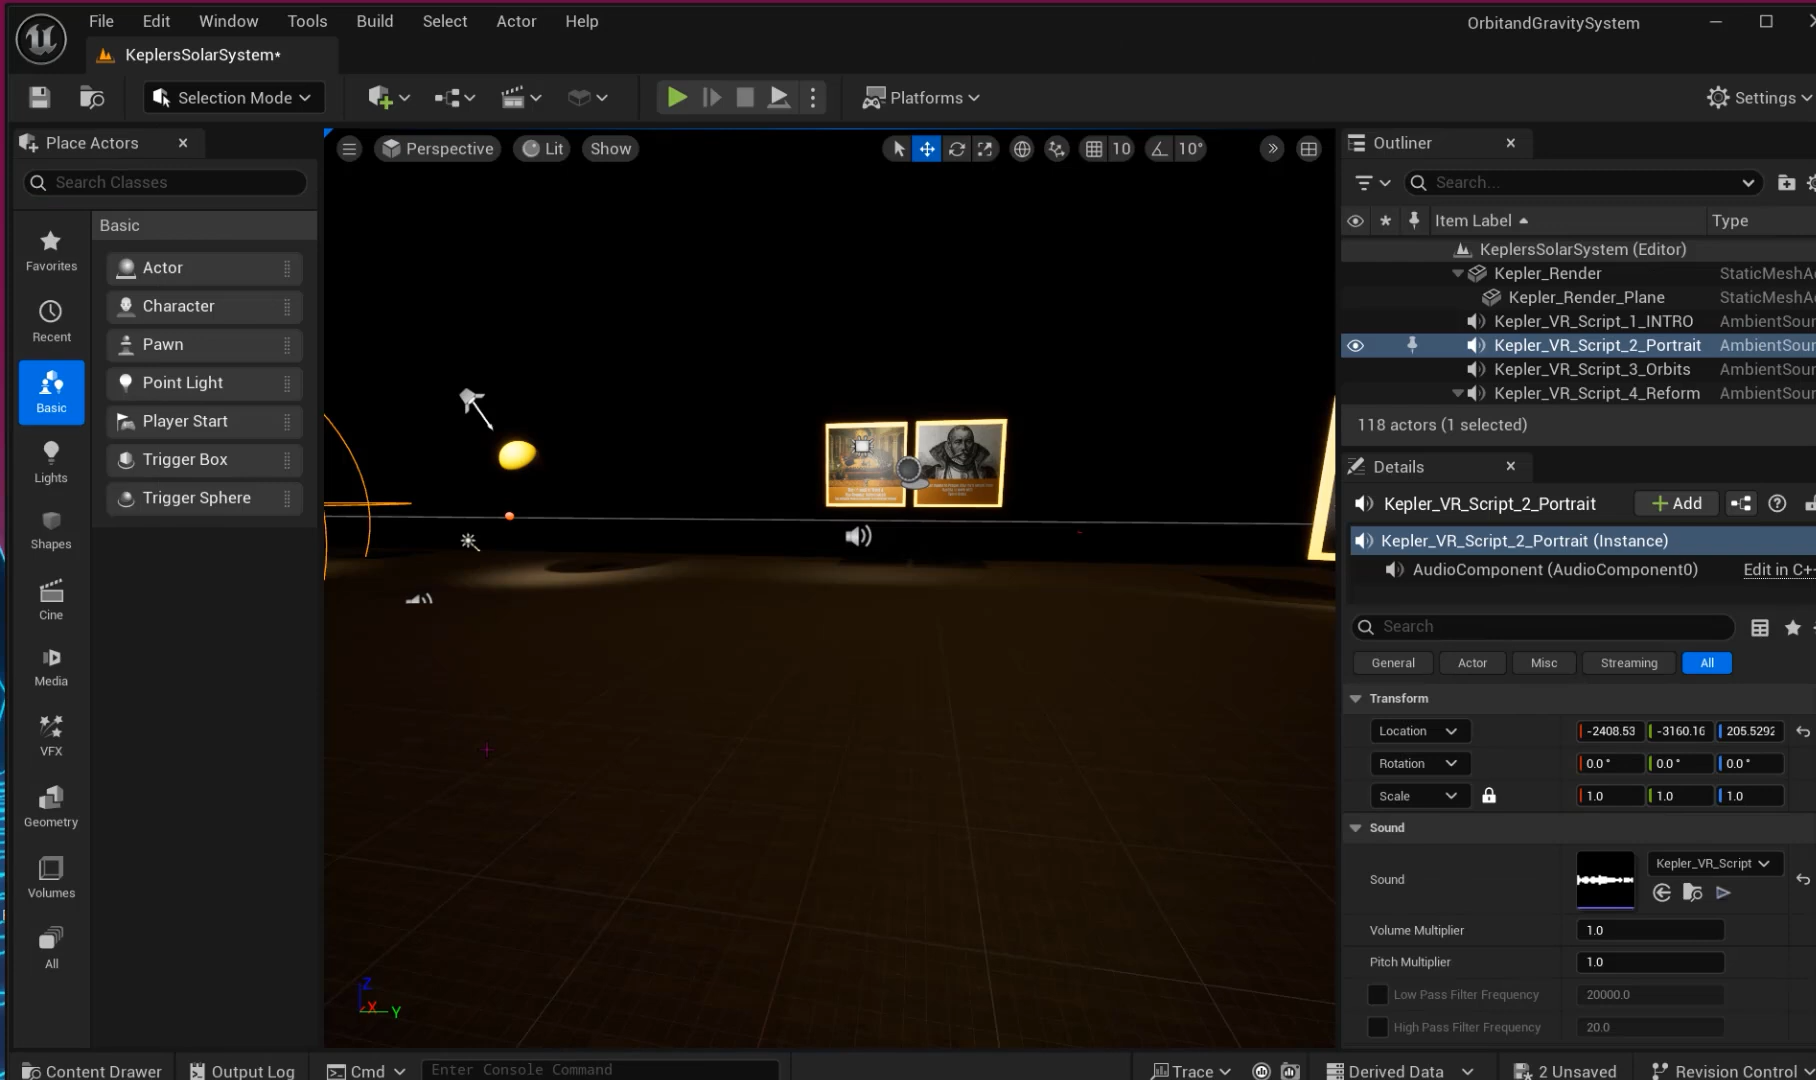 File Edit Window Tools Build Select Actor Help
OrbitandGravitySystem
KeplersSolarSystem*
Selection Mode
Platforms
Settings
Place Actors
Search Classes
Favorites
Recent
Basic
Lights
Shapes
Cine
Media
VFX
Geometry
Volumes
All
Basic
Actor
Character
Pawn
Point Light
Player Start
Trigger Box
Trigger Sphere
Perspective Lit Show
10 10°
Z
X
Y
Outliner
Search...
Item Label Type
KeplersSolarSystem (Editor)
Kepler_Render StaticMeshAc
Kepler_Render_Plane StaticMeshAc
Kepler_VR_Script_1_INTRO AmbientSour
Kepler_VR_Script_2_Portrait AmbientSour
Kepler_VR_Script_3_Orbits AmbientSour
Kepler_VR_Script_4_Reform AmbientSour
118 actors (1 selected)
Details
Kepler_VR_Script_2_Portrait + Add
Kepler_VR_Script_2_Portrait (Instance)
AudioComponent (AudioComponent0) Edit in C++
Search
General Actor Misc Streaming All
Transform
Location -2408.53 -3160.16 205.5292
Rotation 0.0° 0.0° 0.0°
Scale 1.0 1.0 1.0
Sound
Sound Kepler_VR_Script
Volume Multiplier 1.0
Pitch Multiplier 1.0
Low Pass Filter Frequency 20000.0
High Pass Filter Frequency 20.0
Content Drawer Output Log Cmd Enter Console Command Trace Derived Data 2 Unsaved Revision Control